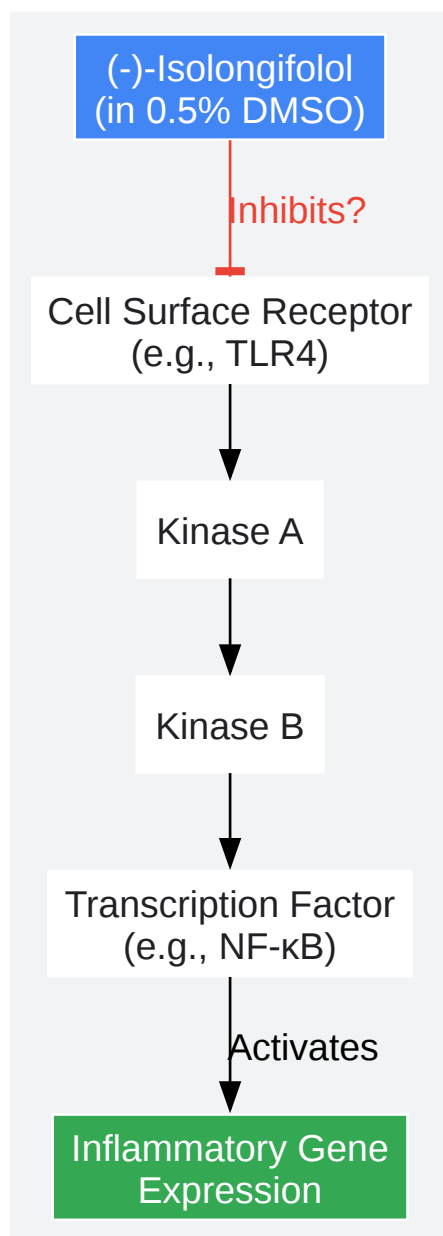 (-)-Isolongifolol
(in 0.5% DMSO)
Inhibits?
Cell Surface Receptor
(e.g., TLR4)
Kinase A
Kinase B
Transcription Factor
(e.g., NF-κB)
Activates
Inflammatory Gene
Expression